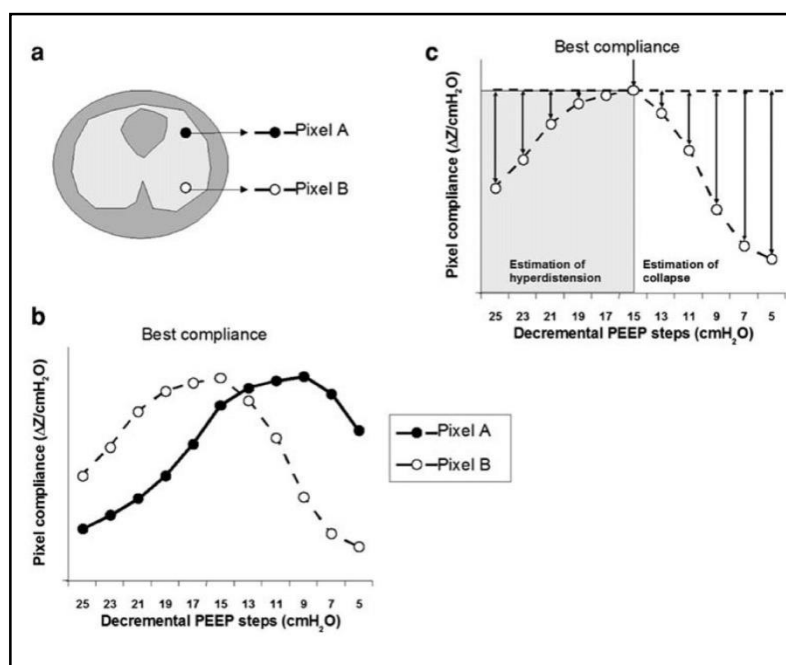 a
Pixel A
Pixel B
b
Best compliance
Pixel compliance (ΔZ/cmH₂O)
25 23 21 19 17 15 13 11 9 7 5
Decremental PEEP steps (cmH₂O)
Pixel A
Pixel B
c
Best compliance
Pixel compliance (ΔZ/cmH₂O)
Estimation of
hyperdistension
Estimation of
collapse
25 23 21 19 17 15 13 11 9 7 5
Decremental PEEP steps (cmH₂O)